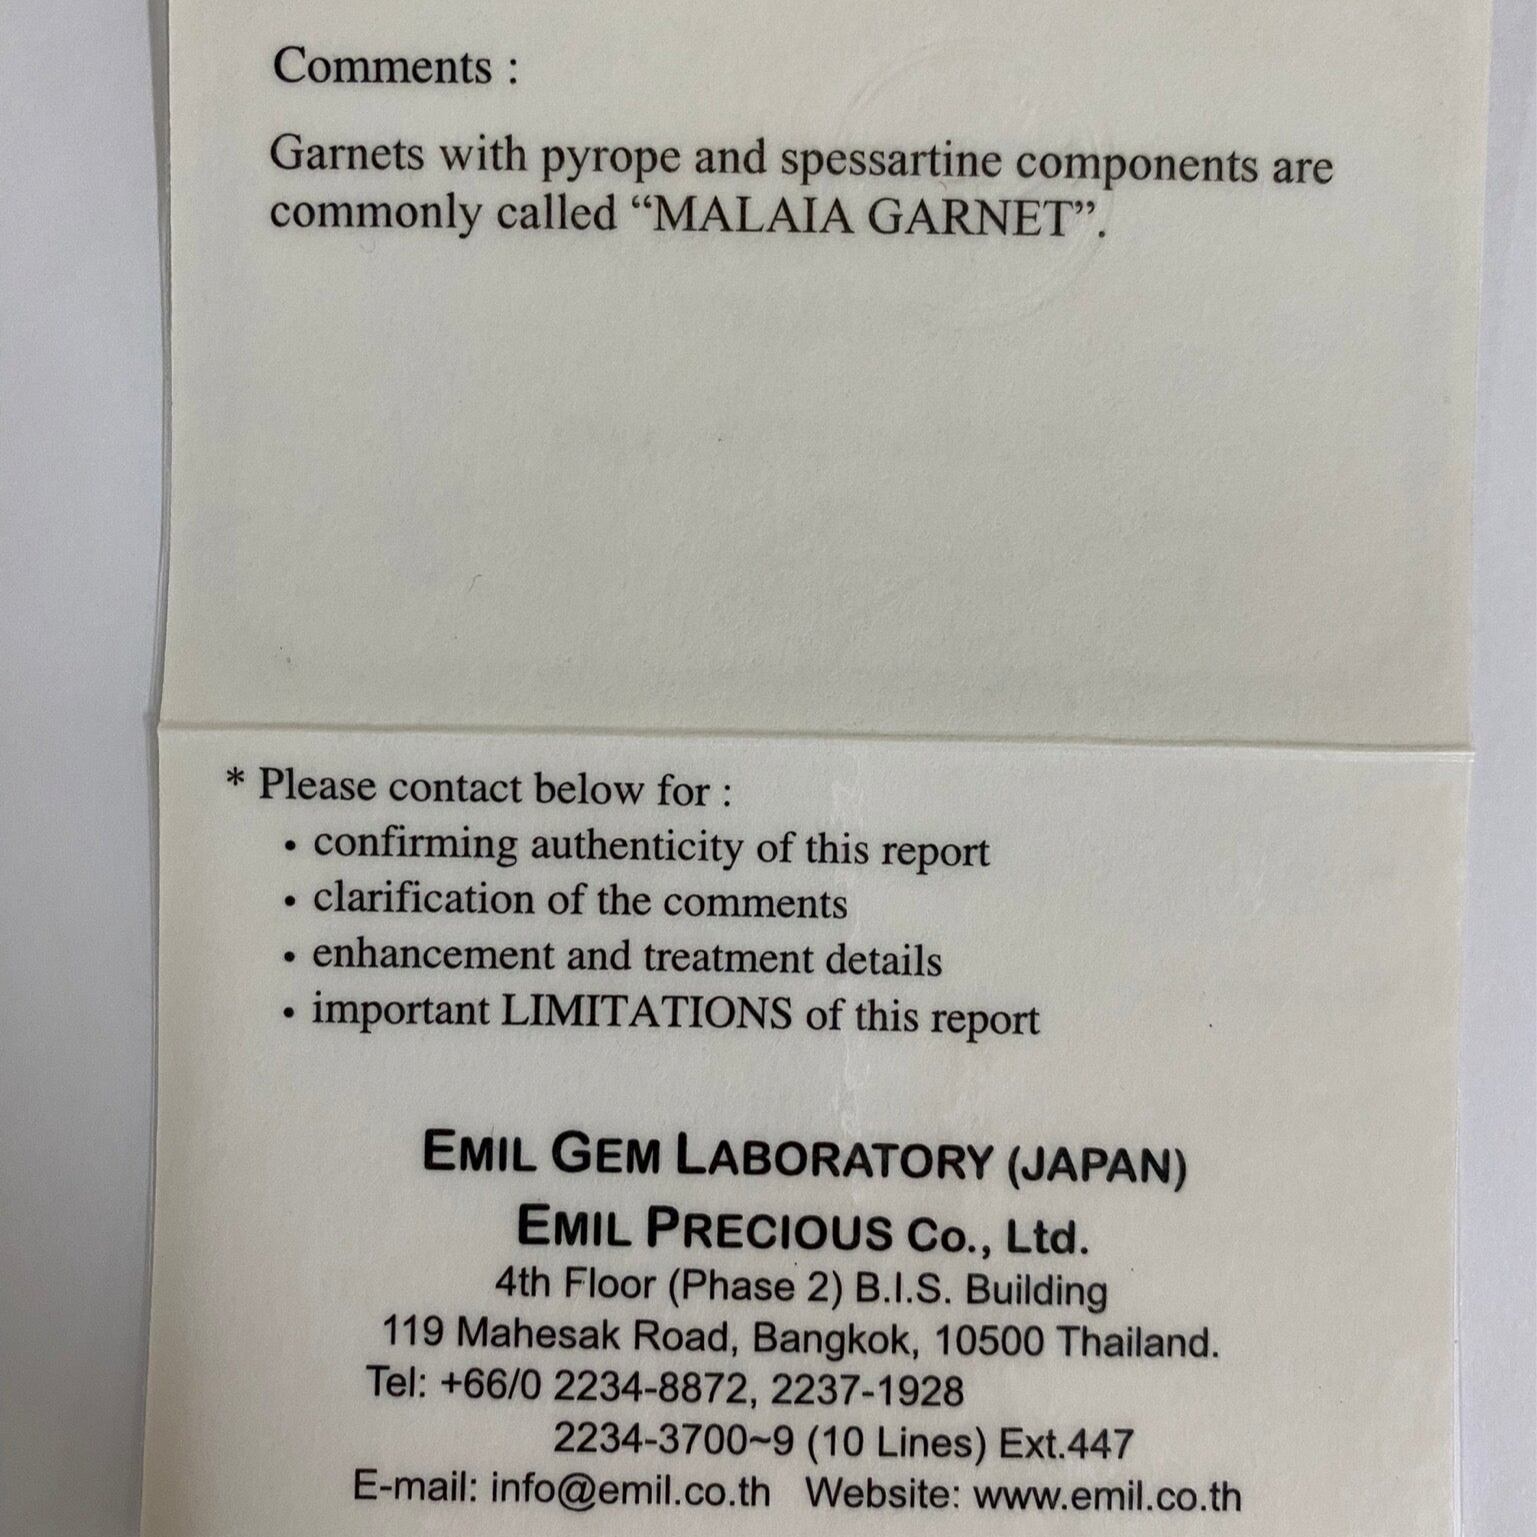 Comments :
Garnets with pyrope and spessartine components are
commonly called “MALAIA GARNET”.
* Please contact below for :
• confirming authenticity of this report
• clarification of the comments
• enhancement and treatment details
• important LIMITATIONS of this report
EMIL GEM LABORATORY (JAPAN)
EMIL PRECIOUS Co., Ltd.
4th Floor (Phase 2) B.I.S. Building
119 Mahesak Road, Bangkok, 10500 Thailand.
Tel: +66/0 2234-8872, 2237-1928
2234-3700~9 (10 Lines) Ext.447
E-mail: info@emil.co.th Website: www.emil.co.th